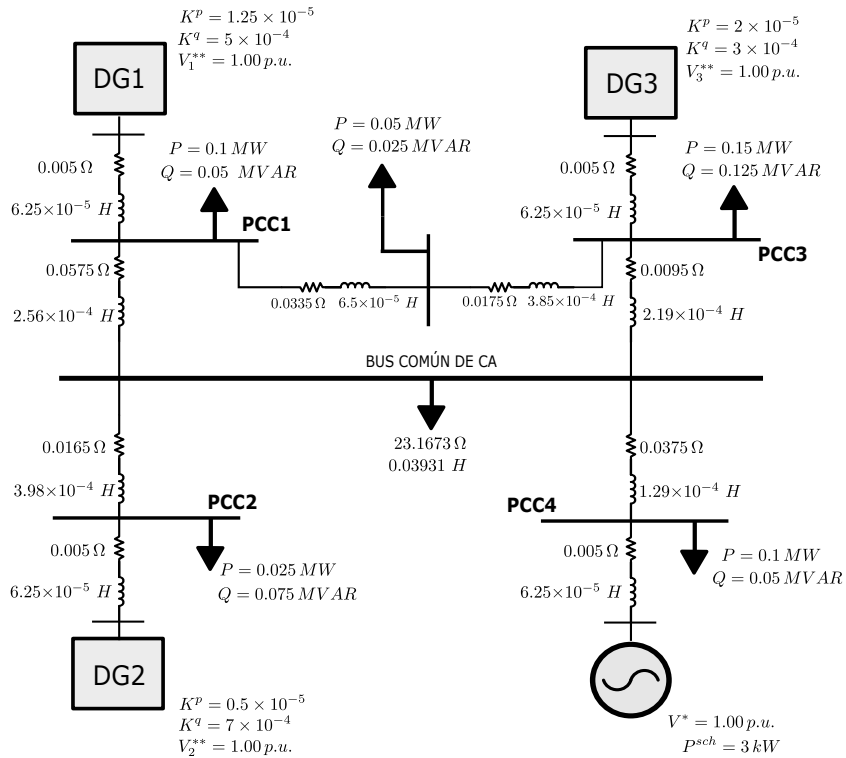 K^p = 1.25 × 10^-5
K^q = 5 × 10^-4
V_1^** = 1.00 p.u.
DG1
K^p = 2 × 10^-5
K^q = 3 × 10^-4
V_3^** = 1.00 p.u.
DG3
0.005 Ω
6.25×10^-5 H
P = 0.1 MW
Q = 0.05 MVAR
PCC1
P = 0.05 MW
Q = 0.025 MVAR
0.005 Ω
6.25×10^-5 H
P = 0.15 MW
Q = 0.125 MVAR
PCC3
0.0575 Ω
2.56×10^-4 H
0.0335 Ω
6.5×10^-5 H
0.0175 Ω
3.85×10^-4 H
0.0095 Ω
2.19×10^-4 H
BUS COMÚN DE CA
23.1673 Ω
0.03931 H
0.0165 Ω
3.98×10^-4 H
PCC2
0.0375 Ω
1.29×10^-4 H
PCC4
0.005 Ω
6.25×10^-5 H
P = 0.025 MW
Q = 0.075 MVAR
0.005 Ω
6.25×10^-5 H
P = 0.1 MW
Q = 0.05 MVAR
DG2
K^p = 0.5 × 10^-5
K^q = 7 × 10^-4
V_2^** = 1.00 p.u.
V^* = 1.00 p.u.
P^sch = 3 kW